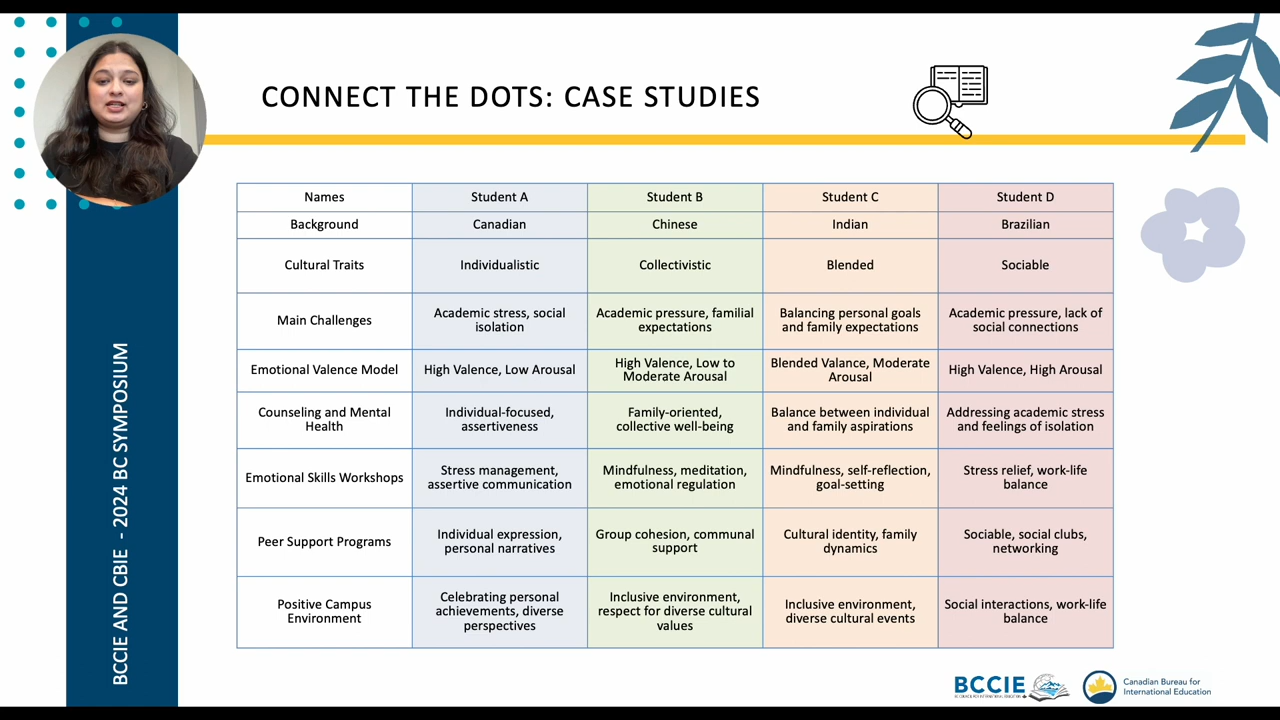 CONNECT THE DOTS: CASE STUDIES
Names
Student A
Student B
Student C
Student D
Background
Canadian
Chinese
Indian
Brazilian
Cultural Traits
Individualistic
Collectivistic
Blended
Sociable
Main Challenges
Academic stress, social
isolation
Academic pressure, familial
expectations
Balancing personal goals
and family expectations
Academic pressure, lack of
social connections
Emotional Valence Model
High Valence, Low Arousal
High Valence, Low to
Moderate Arousal
Blended Valance, Moderate
Arousal
High Valence, High Arousal
Counseling and Mental
Health
Individual-focused,
assertiveness
Family-oriented,
collective well-being
Balance between individual
and family aspirations
Addressing academic stress
and feelings of isolation
Emotional Skills Workshops
Stress management,
assertive communication
Mindfulness, meditation,
emotional regulation
Mindfulness, self-reflection,
goal-setting
Stress relief, work-life
balance
Peer Support Programs
Individual expression,
personal narratives
Group cohesion, communal
support
Cultural identity, family
dynamics
Sociable, social clubs,
networking
Positive Campus
Environment
Celebrating personal
achievements, diverse
perspectives
Inclusive environment,
respect for diverse cultural
values
Inclusive environment,
diverse cultural events
Social interactions, work-life
balance
BCCIE AND CBIE - 2024 BC SYMPOSIUM
BCCIE
BC COUNCIL FOR INTERNATIONAL EDUCATION
Canadian Bureau for
International Education